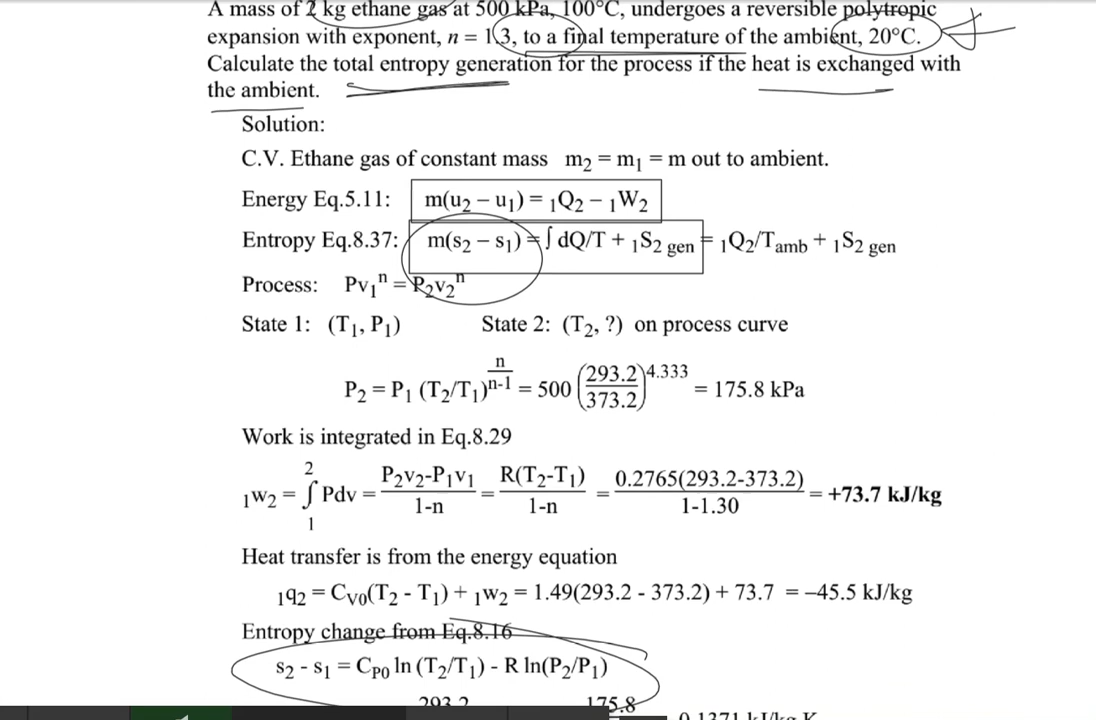 A mass of 2 kg ethane gas at 500 kPa, 100°C, undergoes a reversible polytropic
expansion with exponent, n = 1.3, to a final temperature of the ambient, 20°C.
Calculate the total entropy generation for the process if the heat is exchanged with
the ambient.
Solution:
C.V. Ethane gas of constant mass m₂ = m₁ = m out to ambient.
Energy Eq.5.11: m(u₂ – u₁) = ₁Q₂ – ₁W₂
Entropy Eq.8.37: m(s₂ – s₁) = ∫ dQ/T + ₁S₂ gen = ₁Q₂/Tamb + ₁S₂ gen
Process: Pv₁ⁿ = P₂v₂ⁿ
State 1: (T₁, P₁) State 2: (T₂, ?) on process curve
P₂ = P₁ (T₂/T₁)^(n/(n-1)) = 500 (293.2/373.2)^4.333 = 175.8 kPa
Work is integrated in Eq.8.29
₁w₂ = ∫₁² Pdv = (P₂v₂-P₁v₁)/(1-n) = R(T₂-T₁)/(1-n) = 0.2765(293.2-373.2)/(1-1.30) = +73.7 kJ/kg
Heat transfer is from the energy equation
₁q₂ = Cv₀(T₂ - T₁) + ₁w₂ = 1.49(293.2 - 373.2) + 73.7 = –45.5 kJ/kg
Entropy change from Eq.8.16
s₂ - s₁ = CP₀ ln (T₂/T₁) - R ln(P₂/P₁)
293.2 175.8